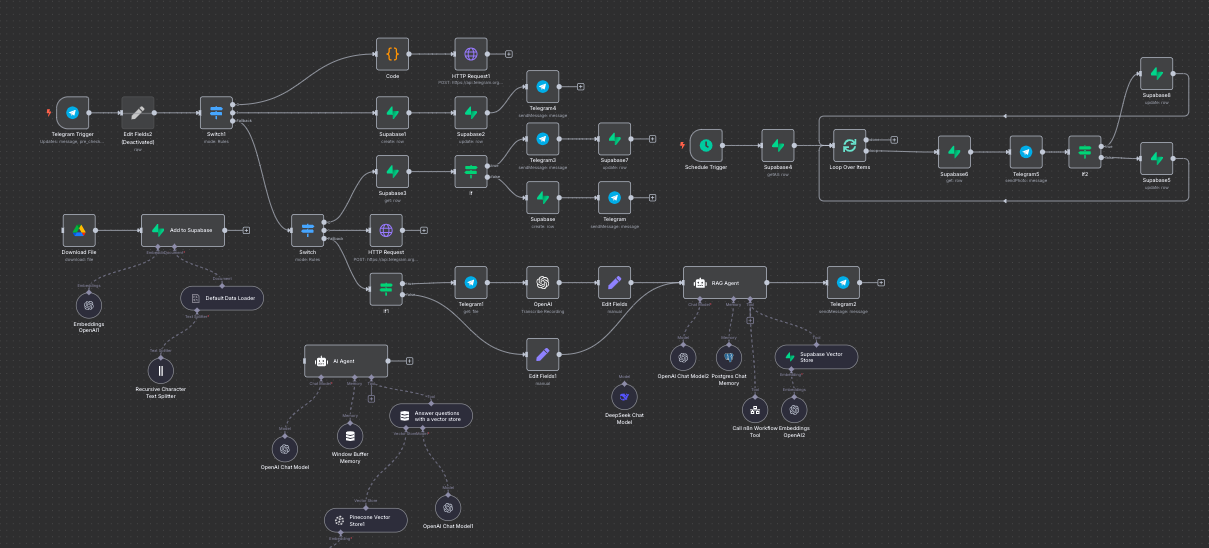 Code
HTTP Request1
POST: https://api.telegram.org...
Telegram Trigger
Updates: message, pre_check...
Edit Fields2
(Deactivated)
raw
Switch1
mode: Rules
Fallback
Supabase1
create: row
Supabase2
update: row
Telegram4
sendMessage: message
Telegram3
sendMessage: message
Supabase7
update: row
Supabase3
get: row
If
true
false
Supabase
create: row
Telegram
sendMessage: message
Schedule Trigger
Supabase4
getAll: row
Loop Over Items
Supabase6
get: row
Telegram5
sendPhoto: message
If2
Supabase8
update: row
Supabase5
update: row
Download File
download: file
Add to Supabase
Document
Default Data Loader
Text Splitter*
Embeddings
Embeddings
OpenAI1
Text Splitter
Recursive Character
Text Splitter
Switch
mode: Rules
Fallback
HTTP Request
POST: https://api.telegram.org...
If1
true
false
Telegram1
get: file
OpenAI
Transcribe Recording
Edit Fields
manual
Edit Fields1
manual
RAG Agent
Chat Model*
Memory
Tool
Telegram2
sendMessage: message
Model
OpenAI Chat Model2
Memory
Postgres Chat
Memory
Tool
Supabase Vector
Store
Embedding*
Tool
Call n8n Workflow
Tool
Embeddings
Embeddings
OpenAI2
Model
DeepSeek Chat
Model
AI Agent
Chat Model*
Memory
Tool
Tool
Answer questions
with a vector store
Model
OpenAI Chat Model
Memory
Window Buffer
Memory
Vector Store
Pinecone Vector
Store1
Embedding*
Model
OpenAI Chat Model1